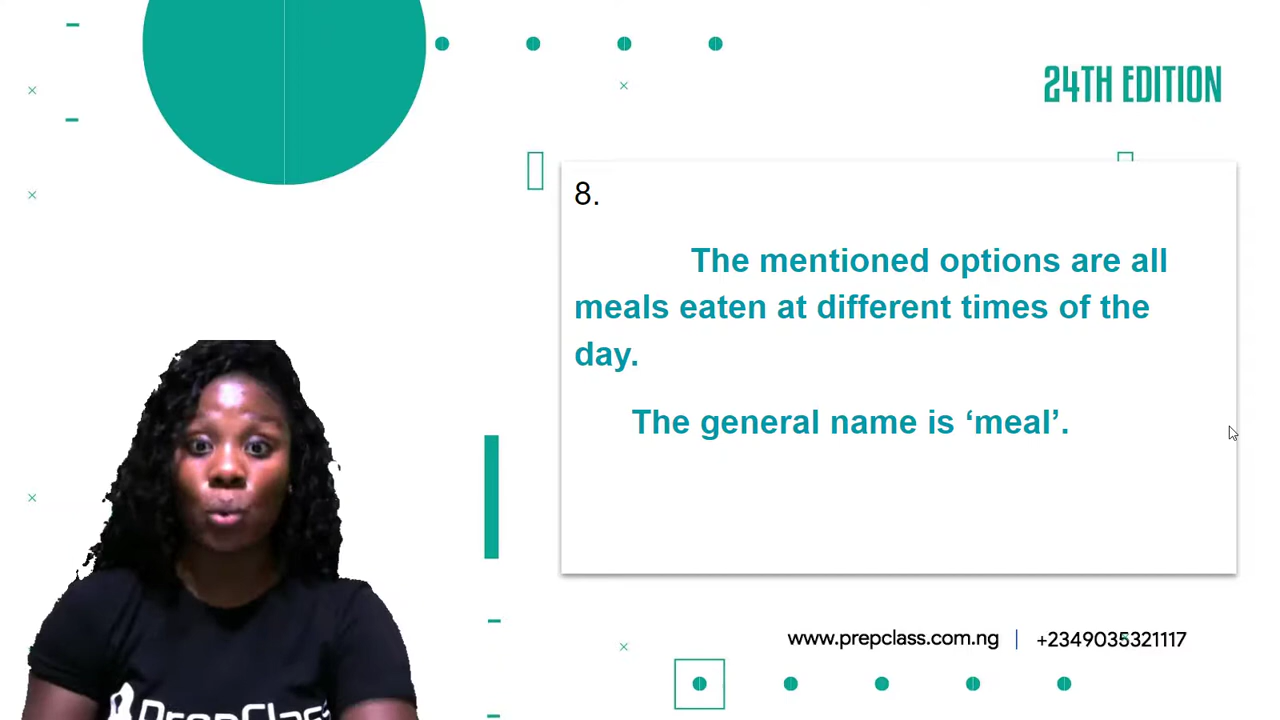 24TH EDITION
8.
The mentioned options are all
meals eaten at different times of the
day.
The general name is ‘meal’.
www.prepclass.com.ng | +2349035321117
PrepClass